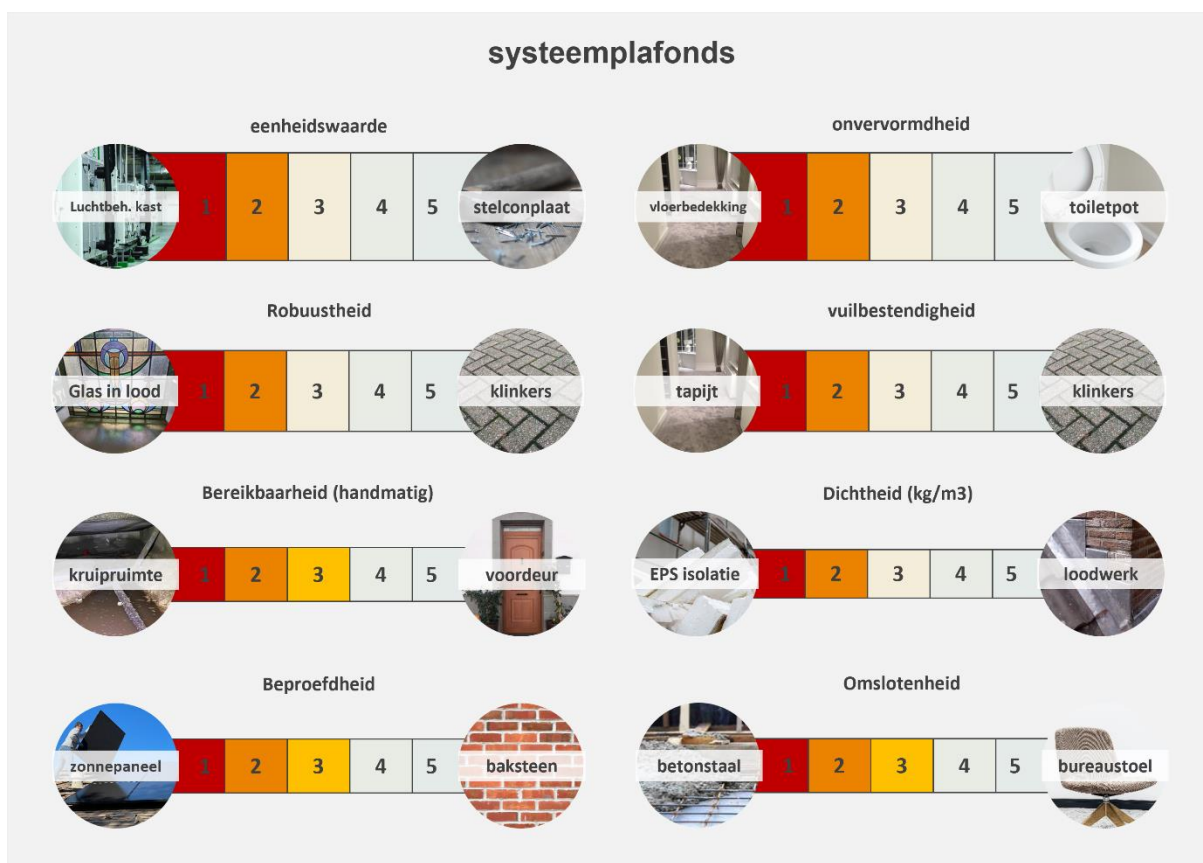 systeemplafonds
eenheidswaarde
Luchtbeh. kast 1 2 3 4 5 stelconplaat
onvervormdheid
vloerbedekking 1 2 3 4 5 toiletpot
Robuustheid
Glas in lood 1 2 3 4 5 klinkers
vuilbestendigheid
tapijt 1 2 3 4 5 klinkers
Bereikbaarheid (handmatig)
kruipruimte 1 2 3 4 5 voordeur
Dichtheid (kg/m3)
EPS isolatie 1 2 3 4 5 loodwerk
Beproefdheid
zonnepaneel 1 2 3 4 5 baksteen
Omslotenheid
betonstaal 1 2 3 4 5 bureaustoel